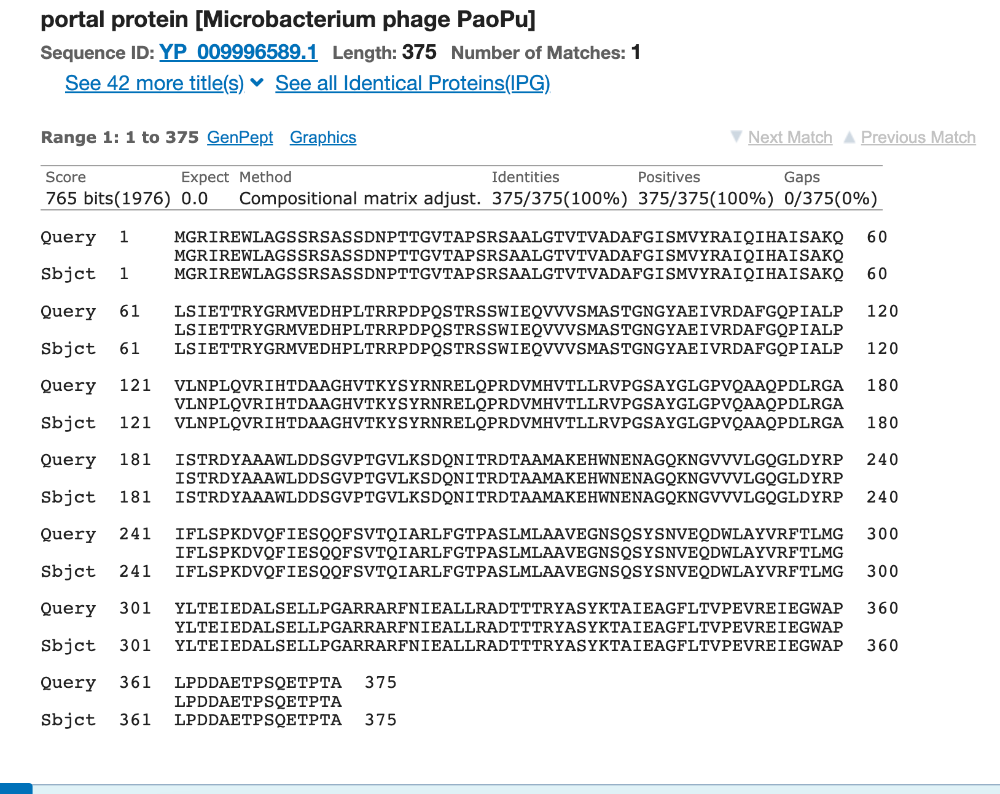 portal protein [Microbacterium phage PaoPu]
Sequence ID: YP_009996589.1 Length: 375 Number of Matches: 1
See 42 more title(s) See all Identical Proteins(IPG)
Range 1: 1 to 375 GenPept Graphics Next Match Previous Match
Score Expect Method Identities Positives Gaps
765 bits(1976) 0.0 Compositional matrix adjust. 375/375(100%) 375/375(100%) 0/375(0%)
Query 1 MGRIREWLAGSSRSASSDNPTTGVTAPSRSAALGTVTVADAFGISMVYRAIQIHAISAKQ 60
MGRIREWLAGSSRSASSDNPTTGVTAPSRSAALGTVTVADAFGISMVYRAIQIHAISAKQ
Sbjct 1 MGRIREWLAGSSRSASSDNPTTGVTAPSRSAALGTVTVADAFGISMVYRAIQIHAISAKQ 60
Query 61 LSIETTRYGRMVEDHPLTRRPDPQSTRSSWIEQVVVSMASTGNGYAEIVRDAFGQPIALP 120
LSIETTRYGRMVEDHPLTRRPDPQSTRSSWIEQVVVSMASTGNGYAEIVRDAFGQPIALP
Sbjct 61 LSIETTRYGRMVEDHPLTRRPDPQSTRSSWIEQVVVSMASTGNGYAEIVRDAFGQPIALP 120
Query 121 VLNPLQVRIHTDAAGHVTKYSYRNRELQPRDVMHVTLLRVPGSAYGLGPVQAAQPDLRGA 180
VLNPLQVRIHTDAAGHVTKYSYRNRELQPRDVMHVTLLRVPGSAYGLGPVQAAQPDLRGA
Sbjct 121 VLNPLQVRIHTDAAGHVTKYSYRNRELQPRDVMHVTLLRVPGSAYGLGPVQAAQPDLRGA 180
Query 181 ISTRDYAAAWLDDSGVPTGVLKSDQNITRDTAAMAKEHWNENAGQKNGVVVLGQGLDYRP 240
ISTRDYAAAWLDDSGVPTGVLKSDQNITRDTAAMAKEHWNENAGQKNGVVVLGQGLDYRP
Sbjct 181 ISTRDYAAAWLDDSGVPTGVLKSDQNITRDTAAMAKEHWNENAGQKNGVVVLGQGLDYRP 240
Query 241 IFLSPKDVQFIESQQFSVTQIARLFGTPASLMLAAVEGNSQSYSNVEQDWLAYVRFTLMG 300
IFLSPKDVQFIESQQFSVTQIARLFGTPASLMLAAVEGNSQSYSNVEQDWLAYVRFTLMG
Sbjct 241 IFLSPKDVQFIESQQFSVTQIARLFGTPASLMLAAVEGNSQSYSNVEQDWLAYVRFTLMG 300
Query 301 YLTEIEDALSELLPGARRARFNIEALLRADTTTRYASYKTAIEAGFLTVPEVREIEGWAP 360
YLTEIEDALSELLPGARRARFNIEALLRADTTTRYASYKTAIEAGFLTVPEVREIEGWAP
Sbjct 301 YLTEIEDALSELLPGARRARFNIEALLRADTTTRYASYKTAIEAGFLTVPEVREIEGWAP 360
Query 361 LPDDAETPSQETPTA 375
LPDDAETPSQETPTA
Sbjct 361 LPDDAETPSQETPTA 375